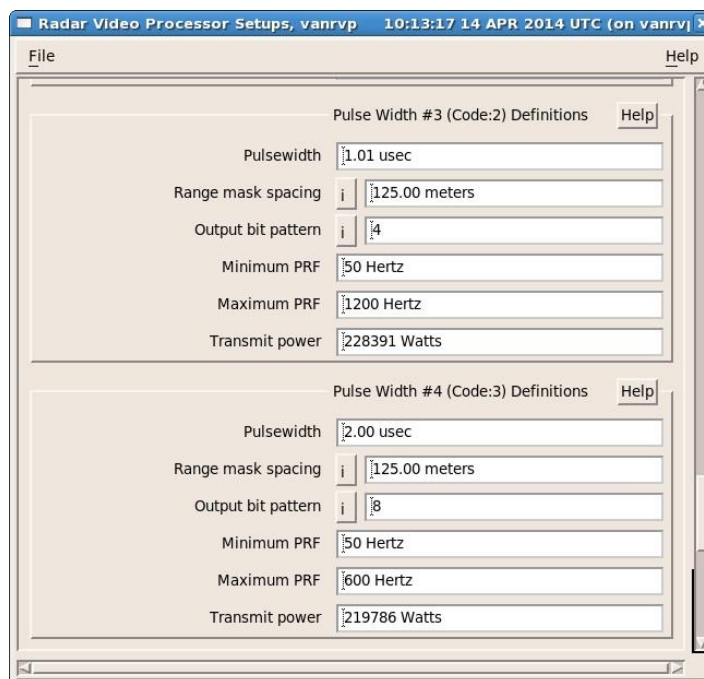 Radar Video Processor Setups, vanrvp 10:13:17 14 APR 2014 UTC (on vanrvp
File Help
Pulse Width #3 (Code:2) Definitions Help
Pulsewidth 1.01 usec
Range mask spacing i 125.00 meters
Output bit pattern i 4
Minimum PRF 50 Hertz
Maximum PRF 1200 Hertz
Transmit power 228391 Watts
Pulse Width #4 (Code:3) Definitions Help
Pulsewidth 2.00 usec
Range mask spacing i 125.00 meters
Output bit pattern i 8
Minimum PRF 50 Hertz
Maximum PRF 600 Hertz
Transmit power 219786 Watts